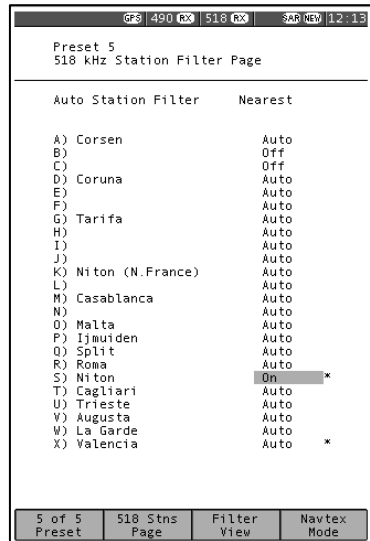 GPS 490 RX 518 RX SAR NEW 12:13
Preset 5
518 kHz Station Filter Page
Auto Station Filter Nearest
A) Corsen Auto
B) Off
C) Off
D) Coruna Auto
E) Auto
F) Auto
G) Tarifa Auto
H) Auto
I) Auto
J) Auto
K) Niton (N.France) Auto
L) Auto
M) Casablanca Auto
N) Auto
O) Malta Auto
P) Ijmuiden Auto
Q) Split Auto
R) Roma Auto
S) Niton On *
T) Cagliari Auto
U) Trieste Auto
V) Augusta Auto
W) La Garde Auto
X) Valencia Auto *
5 of 5 Preset
518 Stns Page
Filter View
Navtex Mode